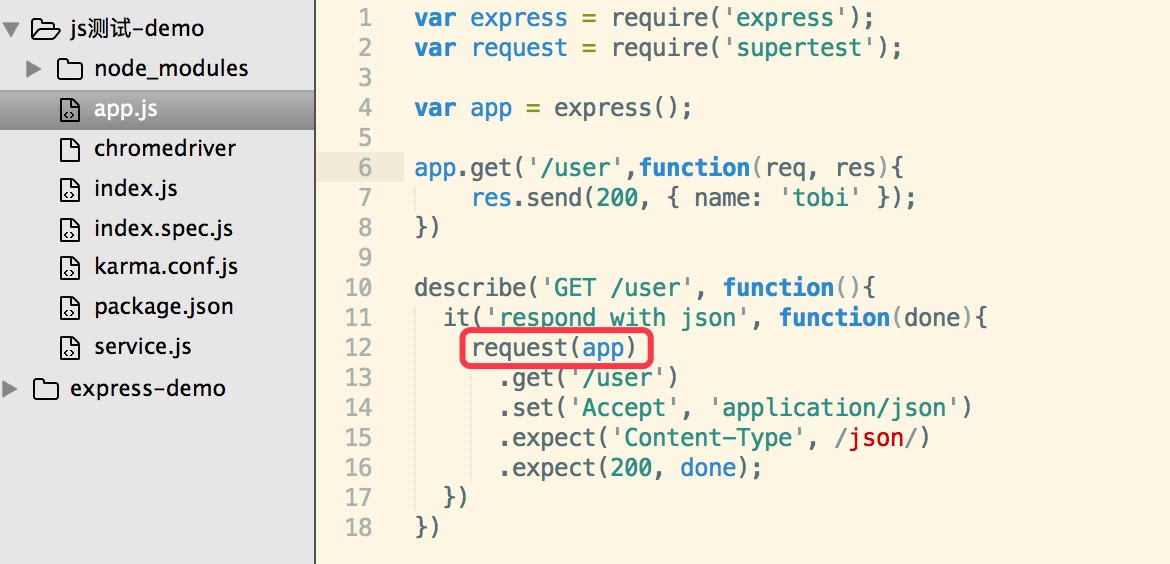 js测试-demo
node_modules
app.js
chromedriver
index.js
index.spec.js
karma.conf.js
package.json
service.js
express-demo
1 var express = require('express');
2 var request = require('supertest');
3
4 var app = express();
5
6 app.get('/user',function(req, res){
7     res.send(200, { name: 'tobi' });
8 })
9
10 describe('GET /user', function(){
11   it('respond with json', function(done){
12     request(app)
13       .get('/user')
14       .set('Accept', 'application/json')
15       .expect('Content-Type', /json/)
16       .expect(200, done);
17   })
18 })